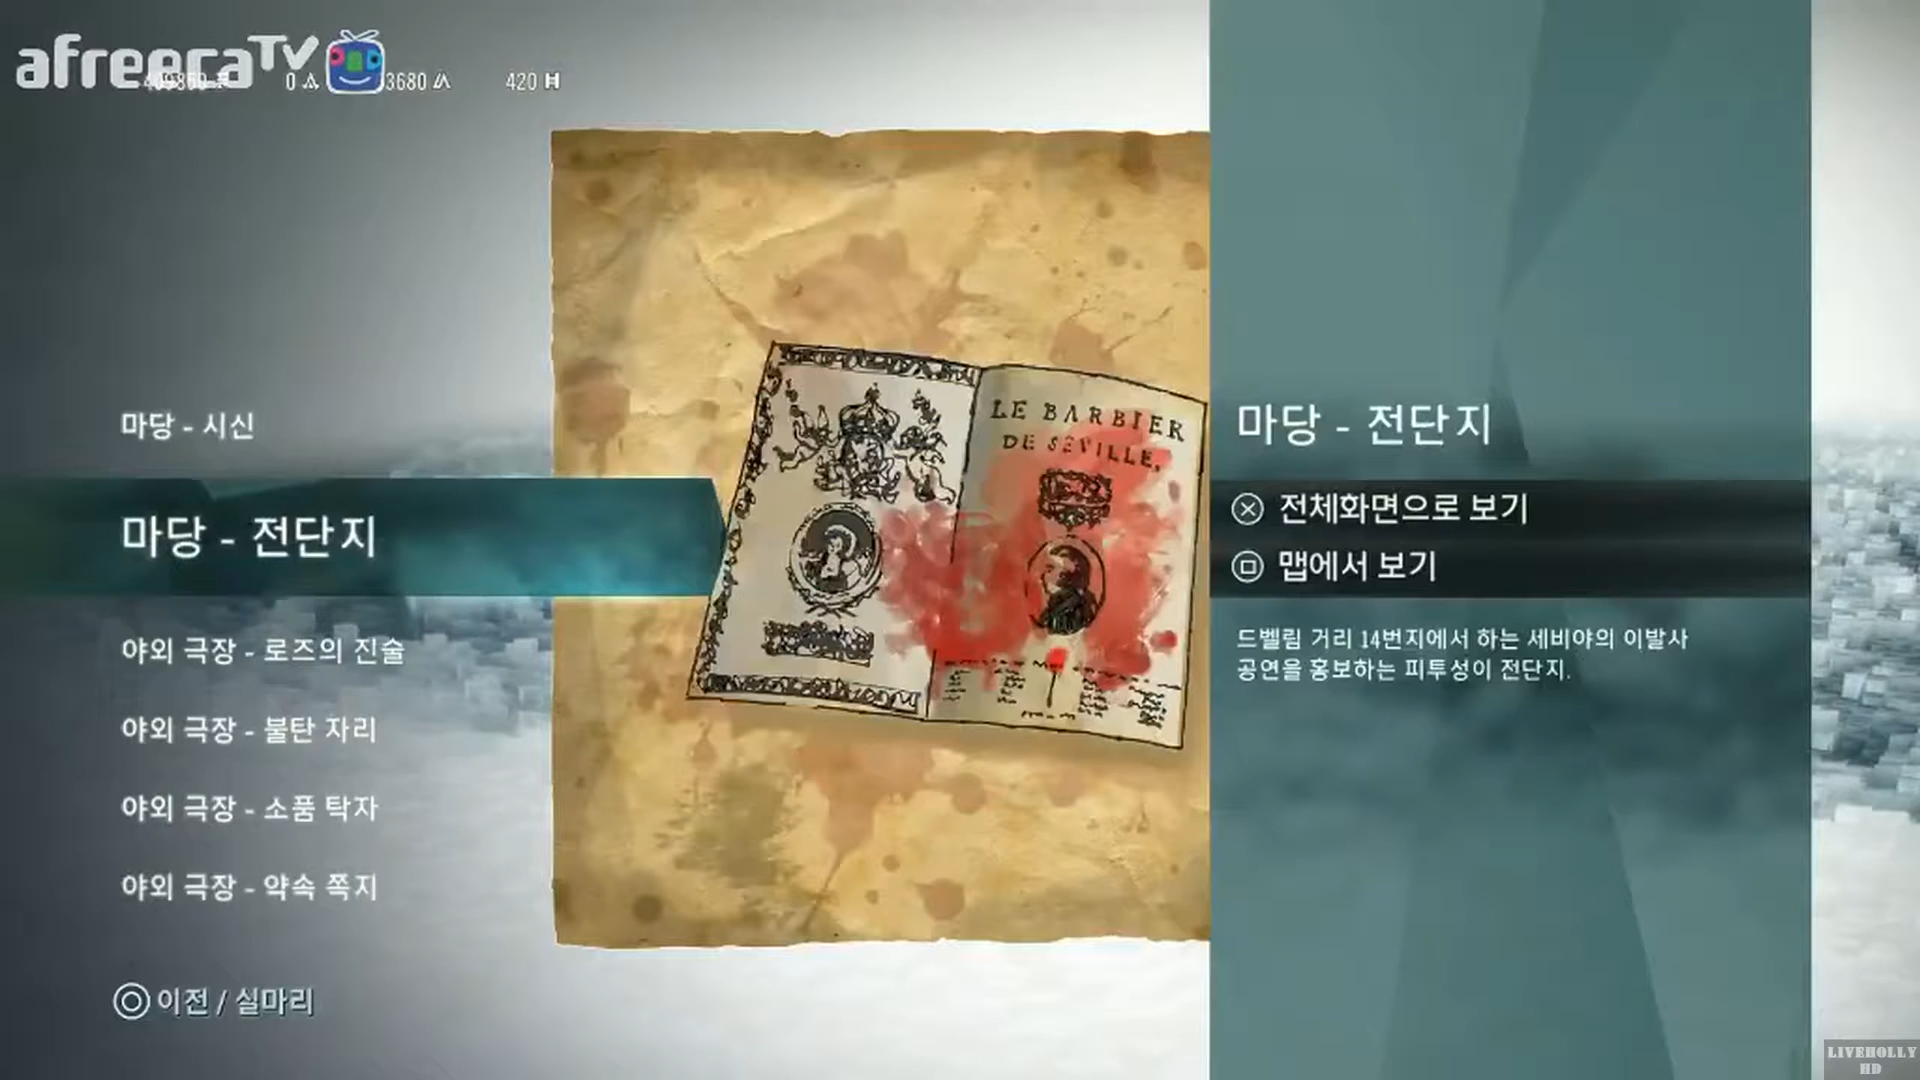 afreecaTV
0
3680
420
마당 - 시신
마당 - 전단지
야외 극장 - 로즈의 진술
야외 극장 - 불탄 자리
야외 극장 - 소품 탁자
야외 극장 - 약속 쪽지
이전 / 실마리
LE BARBIER
DE SEVILLE,
마당 - 전단지
전체화면으로 보기
맵에서 보기
드벨림 거리 14번지에서 하는 세비야의 이발사
공연을 홍보하는 피투성이 전단지.
LIVEHOLLY
HD